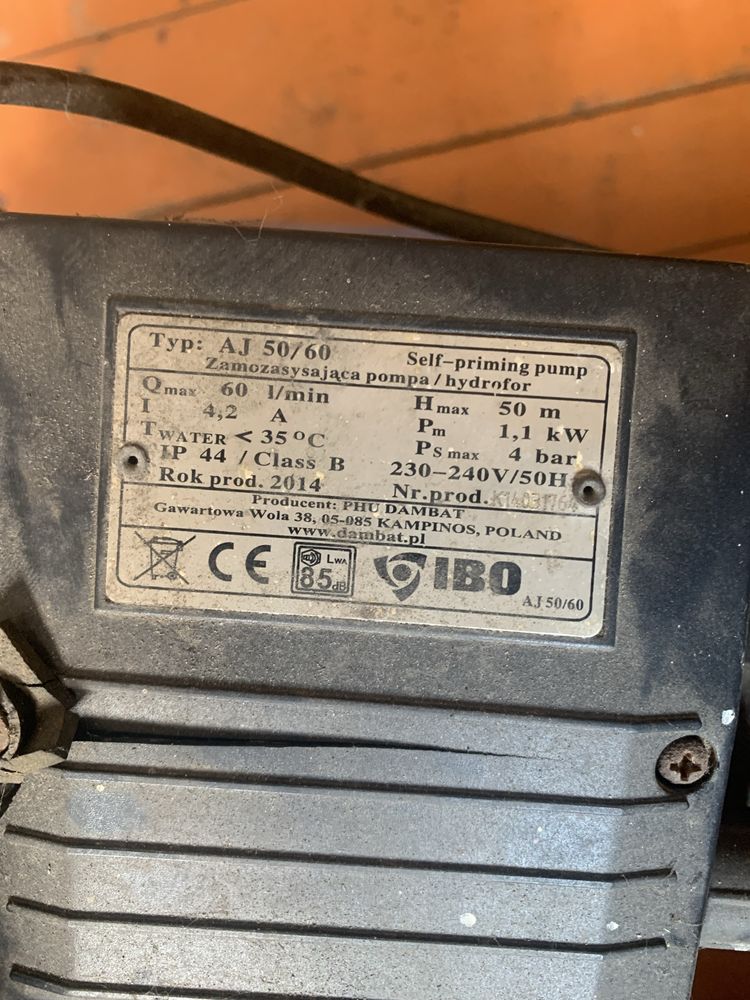 Typ: AJ 50/60 Self-priming pump
Zamozasysająca pompa / hydrofor
Qmax 60 l/min Hmax 50 m
I 4,2 A Pm 1,1 kW
TWATER < 35°C PS max 4 bar
IP 44 / Class B 230-240V/50H
Rok prod. 2014 Nr.prod. K14031764
Producent: PHU DAMBAT
Gawartowa Wola 38, 05-085 KAMPINOS, POLAND
www.dambat.pl
CE LWA 85dB IBO
AJ 50/60